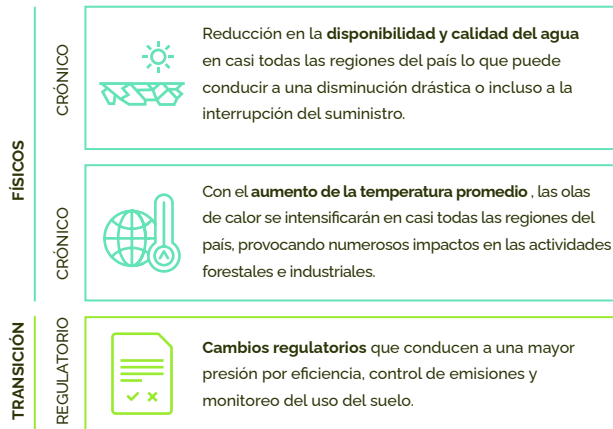 FÍSICOS
CRÓNICO
Reducción en la disponibilidad y calidad del agua
en casi todas las regiones del país lo que puede
conducir a una disminución drástica o incluso a la
interrupción del suministro.
CRÓNICO
Con el aumento de la temperatura promedio , las olas
de calor se intensificarán en casi todas las regiones del
país, provocando numerosos impactos en las actividades
forestales e industriales.
TRANSICIÓN
REGULATORIO
Cambios regulatorios que conducen a una mayor
presión por eficiencia, control de emisiones y
monitoreo del uso del suelo.